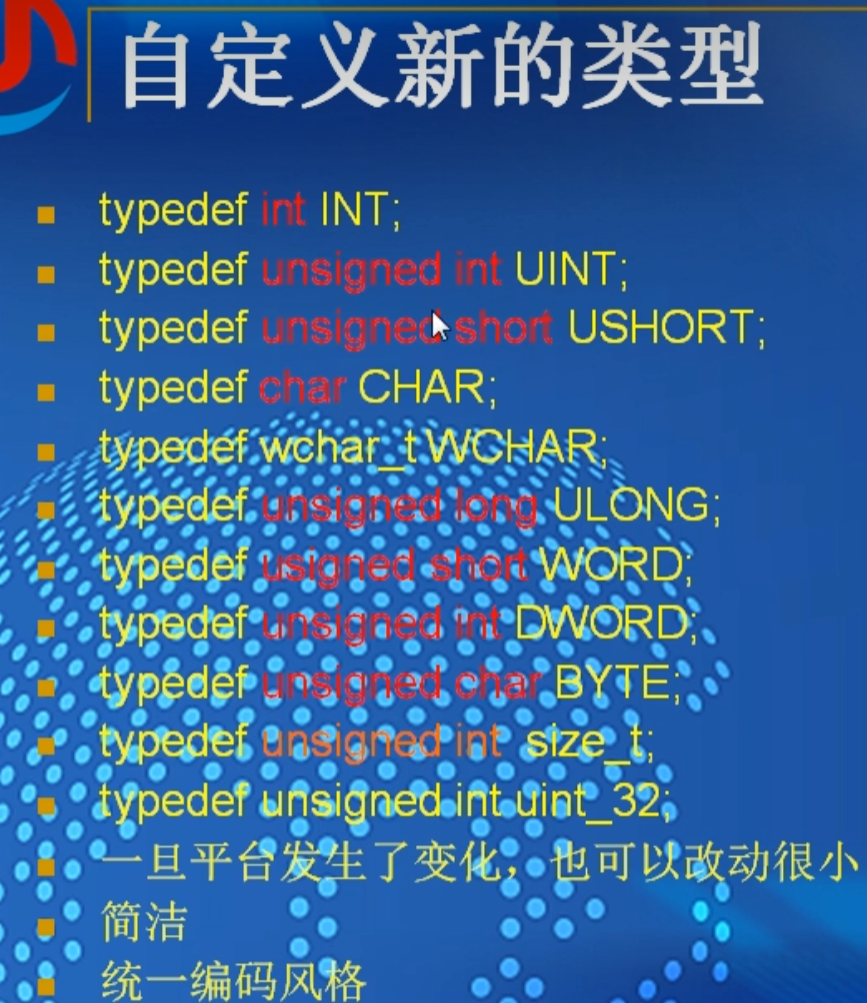 自定义新的类型
typedef int INT;
typedef unsigned int UINT;
typedef unsigned short USHORT;
typedef char CHAR;
typedef wchar_t WCHAR;
typedef unsigned long ULONG;
typedef usigned short WORD;
typedef unsigned int DWORD;
typedef unsigned char BYTE;
typedef unsigned int size_t;
typedef unsigned int uint_32;
一旦平台发生了变化，也可以改动很小
简洁
统一编码风格